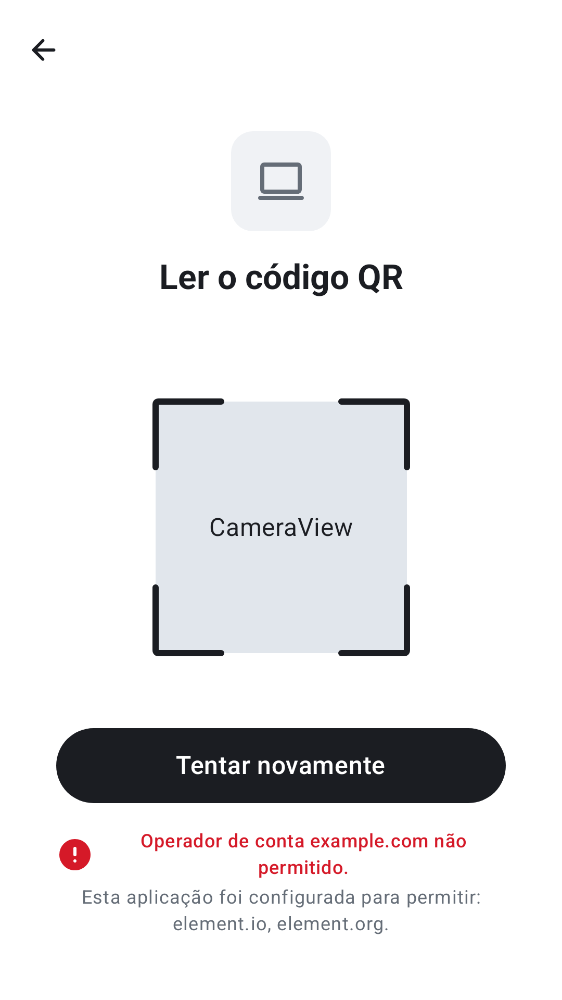 Ler o código QR
CameraView
Tentar novamente
Operador de conta example.com não
permitido.
Esta aplicação foi configurada para permitir:
element.io, element.org.